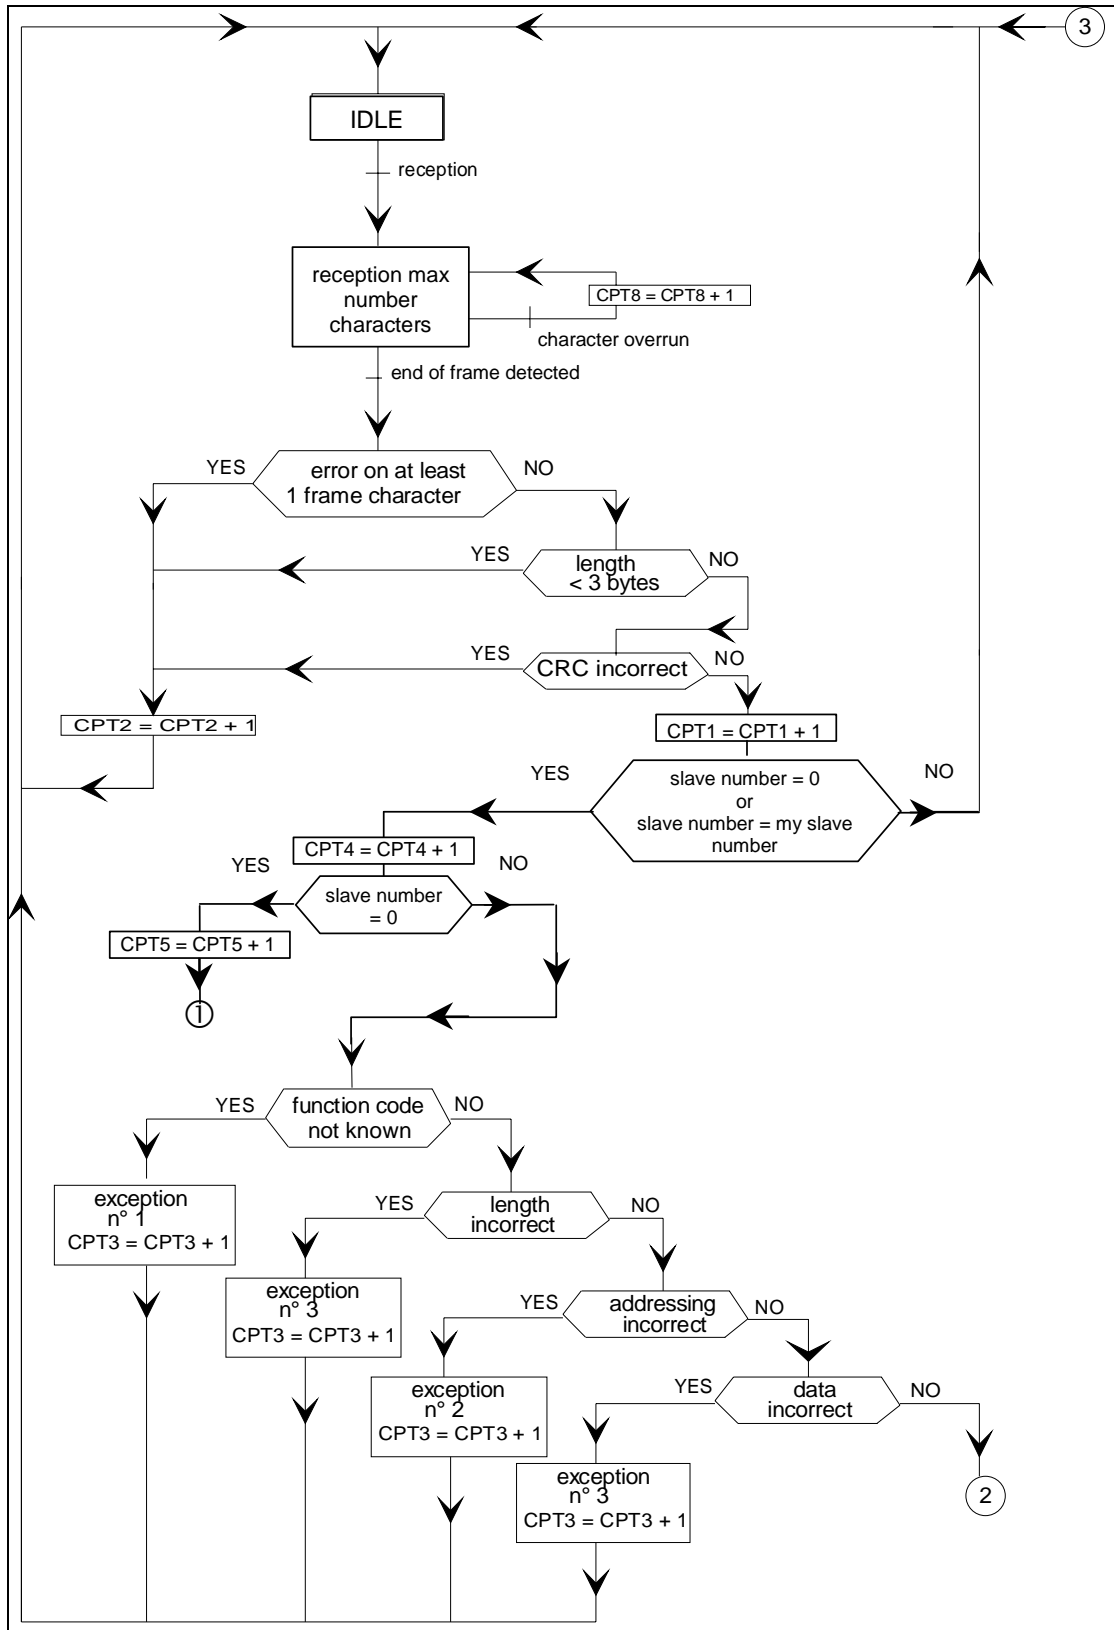 3
IDLE
reception
reception max
number
characters
CPT8 = CPT8 + 1
character overrun
end of frame detected
YES
error on at least
1 frame character
NO
YES
length
< 3 bytes
NO
YES
CRC incorrect
NO
CPT2 = CPT2 + 1
CPT1 = CPT1 + 1
YES
slave number = 0
or
slave number = my slave
number
NO
CPT4 = CPT4 + 1
YES
NO
slave number
= 0
CPT5 = CPT5 + 1
1
YES
function code
not known
NO
exception
n° 1
CPT3 = CPT3 + 1
YES
length
incorrect
NO
exception
n° 3
CPT3 = CPT3 + 1
YES
addressing
incorrect
NO
exception
n° 2
CPT3 = CPT3 + 1
YES
data
incorrect
NO
exception
n° 3
CPT3 = CPT3 + 1
2